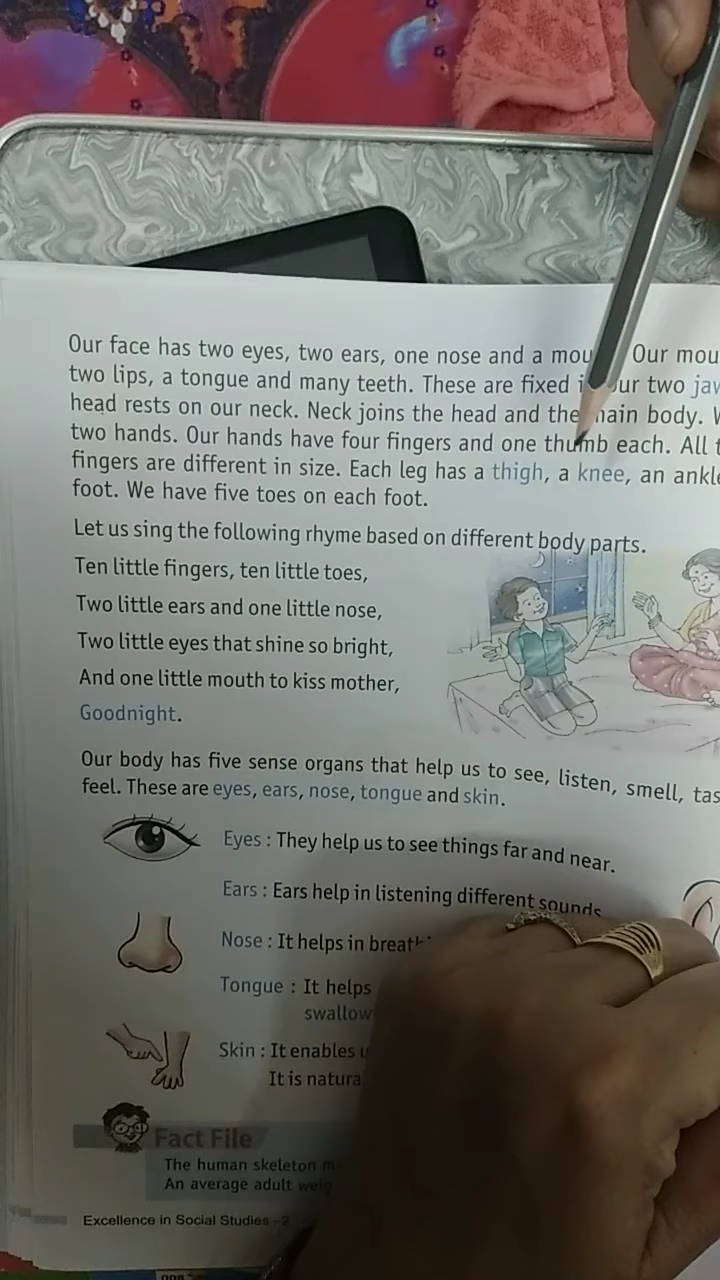 Our face has two eyes, two ears, one nose and a mou Our mou
two lips, a tongue and many teeth. These are fixed i ur two jaw
head rests on our neck. Neck joins the head and the main body.
two hands. Our hands have four fingers and one thumb each. All
fingers are different in size. Each leg has a thigh, a knee, an ankle
foot. We have five toes on each foot.
Let us sing the following rhyme based on different body parts.
Ten little fingers, ten little toes,
Two little ears and one little nose,
Two little eyes that shine so bright,
And one little mouth to kiss mother,
Goodnight.
Our body has five sense organs that help us to see, listen, smell, tas
feel. These are eyes, ears, nose, tongue and skin.
Eyes : They help us to see things far and near.
Ears : Ears help in listening different sounds
Nose : It helps in breath
Tongue : It helps
swallow
Skin : It enables u
It is natura
Fact File
The human skeleton m
An average adult weig
Excellence in Social Studies - 2